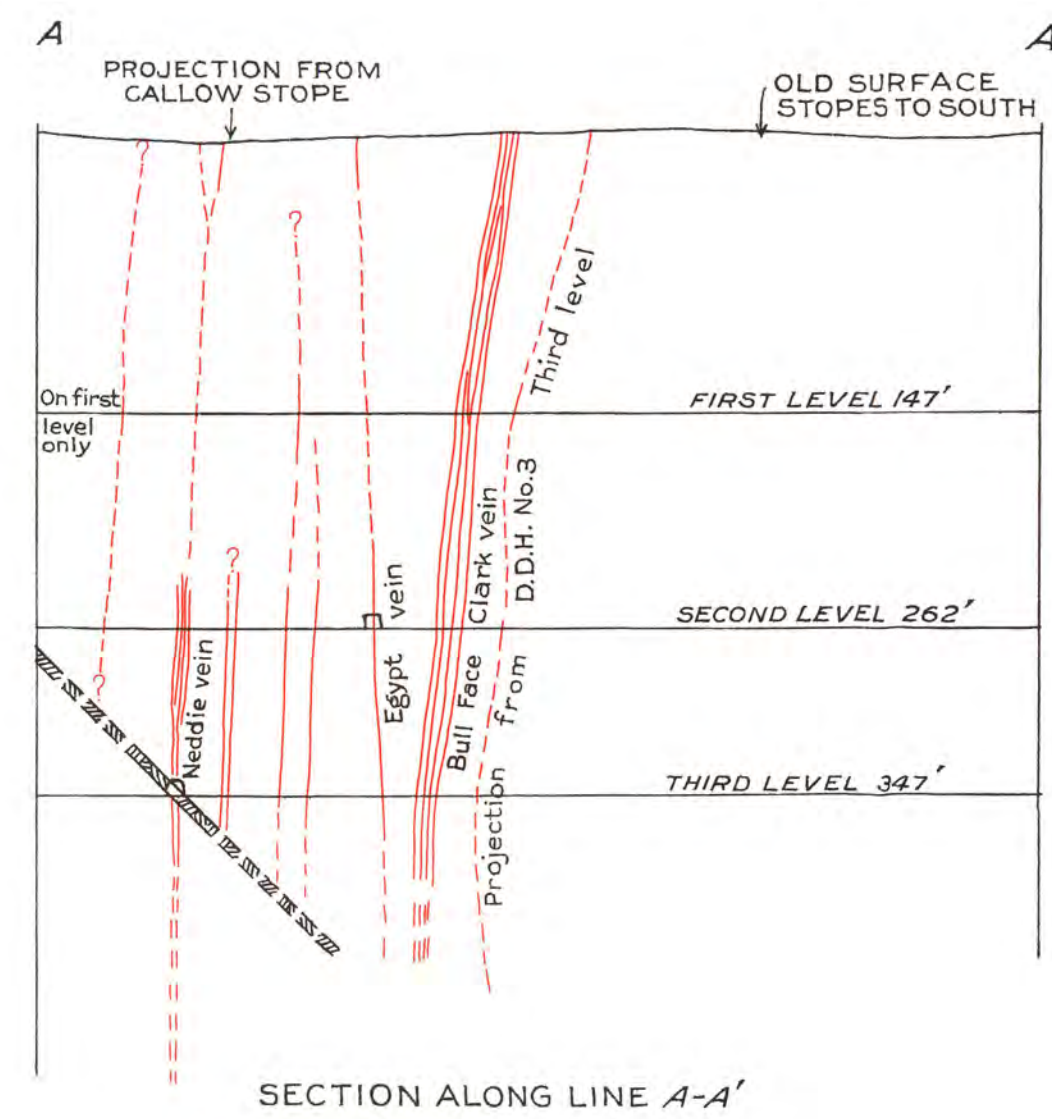 A
A
PROJECTION FROM
CALLOW STOPE
OLD SURFACE
STOPES TO SOUTH
?
?
Third level
On first
level
only
FIRST LEVEL 147'
?
Neddie vein
Egypt vein
Bull Face Clark vein
Projection from D.D.H. No.3
SECOND LEVEL 262'
?
THIRD LEVEL 347'
SECTION ALONG LINE A-A'